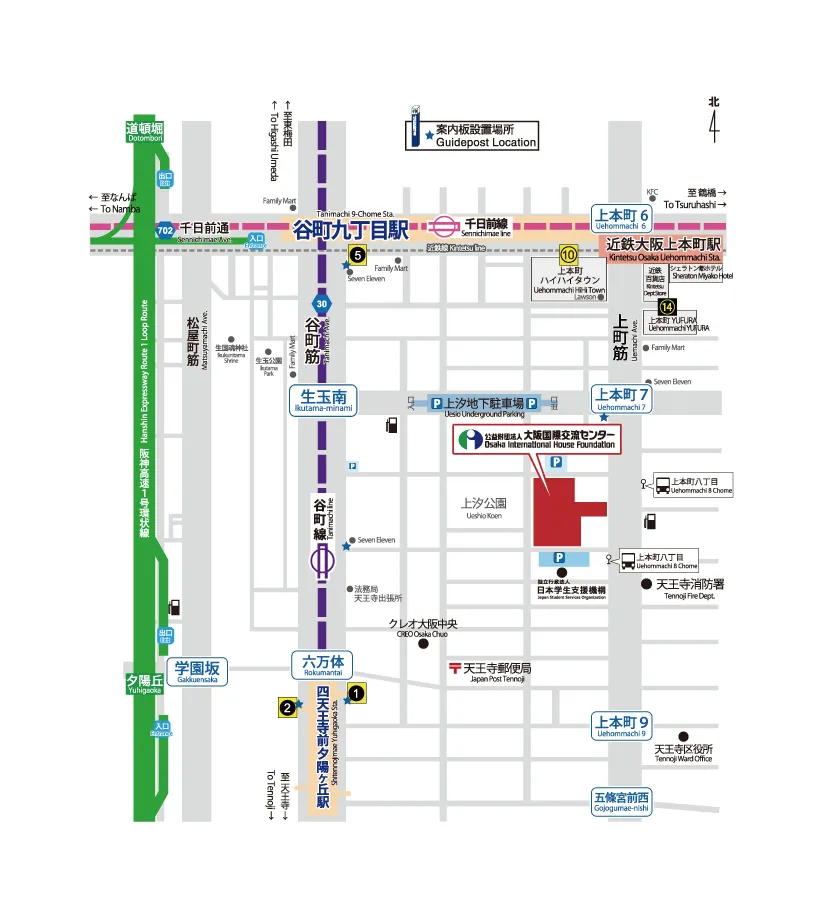 北
案内板設置場所
Guidepost Location
道頓堀
Dotombori
← 至東梅田
← To Higashi Umeda
出口
← 至なんば
← To Namba
702
千日前通
Sennichimae Ave.
入口
Entrance
Family Mart
Tanimachi 9-Chome Sta.
谷町九丁目駅
千日前線
Sennichimae line
近鉄線 Kintetsu line
KFC
至 鶴橋 →
To Tsuruhashi →
上本町 6
Uehommachi 6
近鉄大阪上本町駅
Kintetsu Osaka Uehommachi Sta.
5
Seven Eleven
Family Mart
10
上本町
ハイハイタウン
Uehommachi HiHi Town
Lawson
近鉄
百貨店
Kintetsu
Dept Store
シェラトン都ホテル
Sheraton Miyako Hotel
14
上本町 YUFURA
Uehommachi YUFURA
30
谷町筋
Tanimachi Ave.
松屋町筋
Matsuyamachi Ave.
上町筋
Uemachi Ave.
生国魂神社
Ikukunitama
Shrine
生玉公園
Ikutama
Park
Family Mart
Family Mart
Seven Eleven
Hanshin Expressway Route 1 Loop Route
阪神高速1号環状線
生玉南
Ikutama-minami
入口
P
上汐地下駐車場
P
Uesio Underground Parking
出口
上本町 7
Uehommachi 7
公益財団法人 大阪国際交流センター
Osaka International House Foundation
P
P
上汐公園
Ueshio Koen
上本町八丁目
Uehommachi 8 Chome
谷町線
Tanimachi line
Seven Eleven
P
上本町八丁目
Uehommachi 8 Chome
独立行政法人
日本学生支援機構
Japan Student Services Organization
天王寺消防署
Tennoji Fire Dept.
法務局
天王寺出張所
クレオ大阪中央
CREO Osaka Chuo
出口
学園坂
Gakkuensaka
六万体
Rokumantai
天王寺郵便局
Japan Post Tennoji
夕陽丘
Yuhigaoka
入口
Entrance
2
1
四天王寺前夕陽ヶ丘駅
Shitennojimae Yuhigaoka Sta.
上本町 9
Uehommachi 9
天王寺区役所
Tennoji Ward Office
至 天王寺 →
To Tennoji →
五條宮前西
Gojogumae-nishi